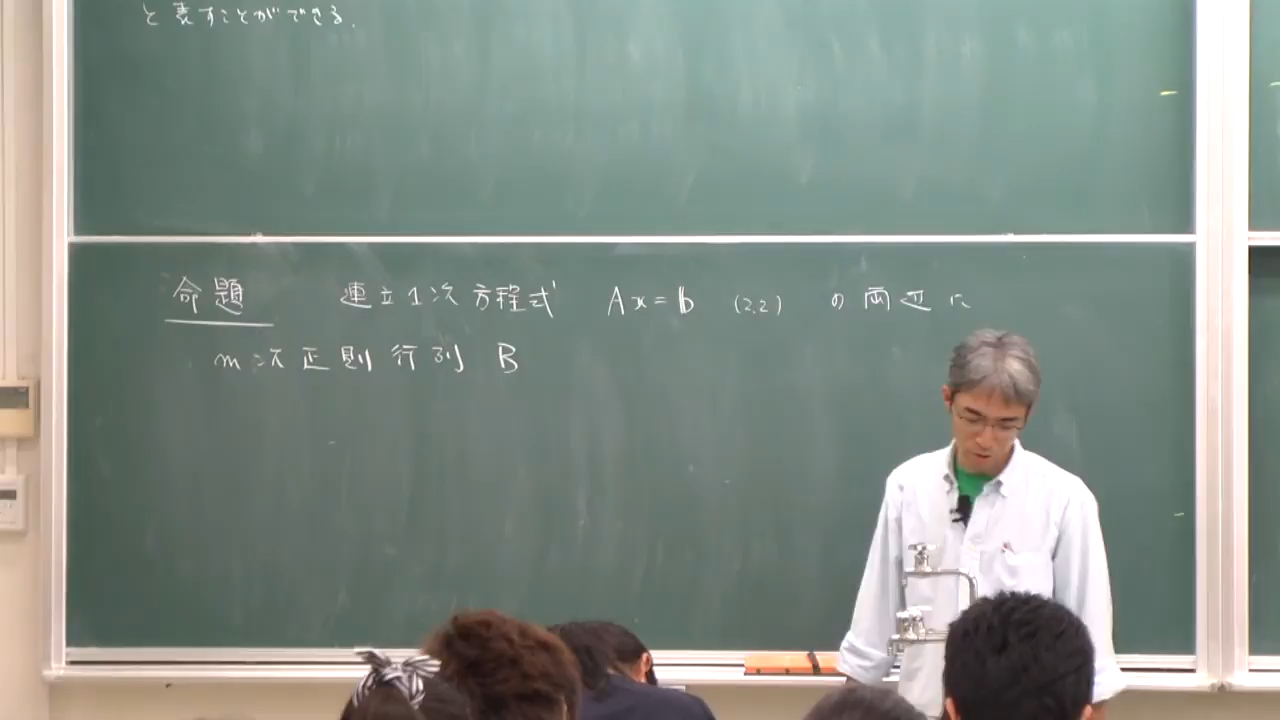 と表すことができる.
命題 連立1次方程式 Ax=b (2.2) の両辺に
m次正則行列 B